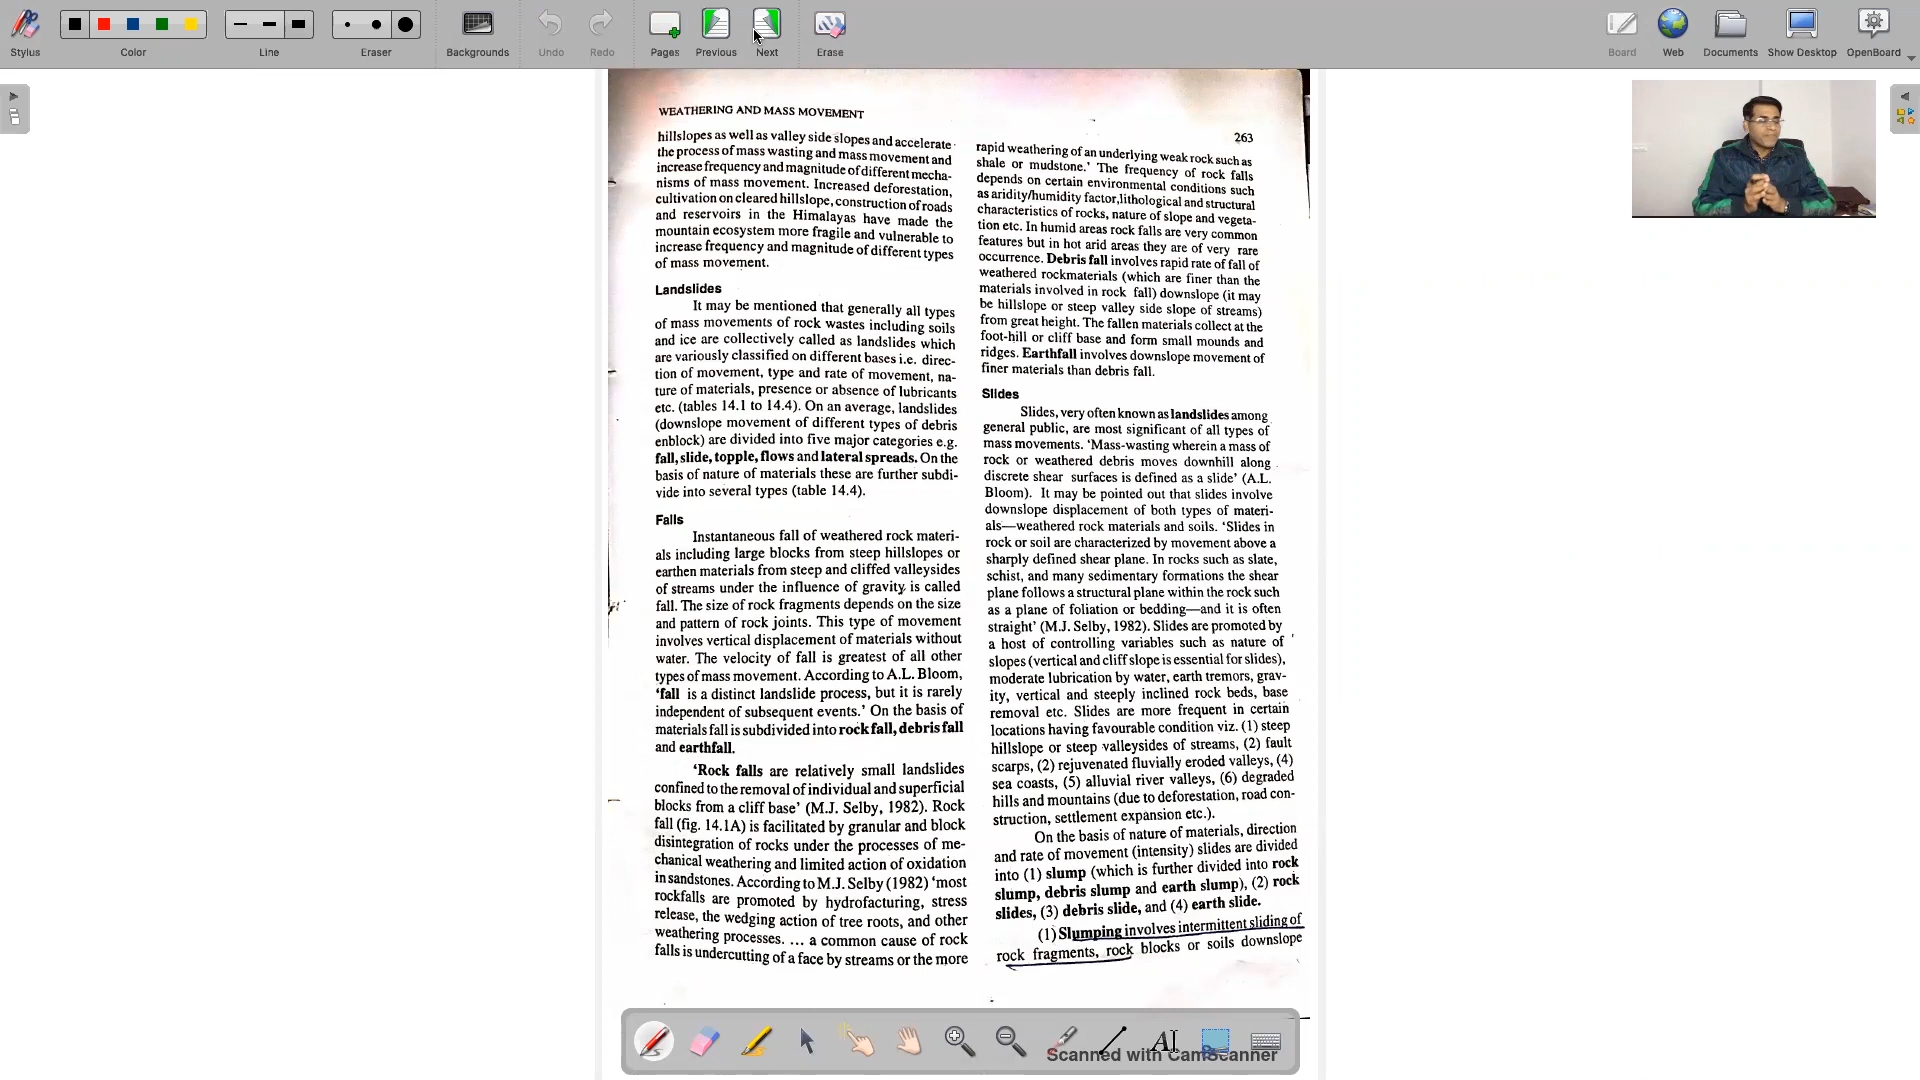 Stylus
Color
Line
Eraser
Backgrounds
Undo
Redo
Pages
Previous
Next
Erase
Board
Web
Documents
Show Desktop
OpenBoard
WEATHERING AND MASS MOVEMENT
263
hillslopes as well as valley side slopes and accelerate
the process of mass wasting and mass movement and
increase frequency and magnitude of different mecha-
nisms of mass movement. Increased deforestation,
cultivation on cleared hillslope, construction of roads
and reservoirs in the Himalayas have made the
mountain ecosystem more fragile and vulnerable to
increase frequency and magnitude of different types
of mass movement.
Landslides
It may be mentioned that generally all types
of mass movements of rock wastes including soils
and ice are collectively called as landslides which
are variously classified on different bases i.e. direc-
tion of movement, type and rate of movement, na-
ture of materials, presence or absence of lubricants
etc. (tables 14.1 to 14.4). On an average, landslides
(downslope movement of different types of debris
enblock) are divided into five major categories e.g.
fall, slide, topple, flows and lateral spreads. On the
basis of nature of materials these are further subdi-
vide into several types (table 14.4).
Falls
Instantaneous fall of weathered rock materi-
als including large blocks from steep hillslopes or
earthen materials from steep and cliffed valleysides
of streams under the influence of gravity is called
fall. The size of rock fragments depends on the size
and pattern of rock joints. This type of movement
involves vertical displacement of materials without
water. The velocity of fall is greatest of all other
types of mass movement. According to A.L. Bloom,
'fall is a distinct landslide process, but it is rarely
independent of subsequent events.' On the basis of
materials fall is subdivided into rock fall, debris fall
and earthfall.
'Rock falls are relatively small landslides
confined to the removal of individual and superficial
blocks from a cliff base' (M.J. Selby, 1982). Rock
fall (fig. 14.1A) is facilitated by granular and block
disintegration of rocks under the processes of me-
chanical weathering and limited action of oxidation
in sandstones. According to M.J. Selby (1982) 'most
rockfalls are promoted by hydrofacturing, stress
release, the wedging action of tree roots, and other
weathering processes. ... a common cause of rock
falls is undercutting of a face by streams or the more
rapid weathering of an underlying weak rock such as
shale or mudstone.' The frequency of rock falls
depends on certain environmental conditions such
as aridity/humidity factor, lithological and structural
characteristics of rocks, nature of slope and vegeta-
tion etc. In humid areas rock falls are very common
features but in hot arid areas they are of very rare
occurrence. Debris fall involves rapid rate of fall of
weathered rockmaterials (which are finer than the
materials involved in rock fall) downslope (it may
be hillslope or steep valley side slope of streams)
from great height. The fallen materials collect at the
foot-hill or cliff base and form small mounds and
ridges. Earthfall involves downslope movement of
finer materials than debris fall.
Slides
Slides, very often known as landslides among
general public, are most significant of all types of
mass movements. 'Mass-wasting wherein a mass of
rock or weathered debris moves downhill along
discrete shear surfaces is defined as a slide' (A.L.
Bloom). It may be pointed out that slides involve
downslope displacement of both types of materi-
als—weathered rock materials and soils. 'Slides in
rock or soil are characterized by movement above a
sharply defined shear plane. In rocks such as slate,
schist, and many sedimentary formations the shear
plane follows a structural plane within the rock such
as a plane of foliation or bedding—and it is often
straight' (M.J. Selby, 1982). Slides are promoted by
a host of controlling variables such as nature of
slopes (vertical and cliff slope is essential for slides),
moderate lubrication by water, earth tremors, grav-
ity, vertical and steeply inclined rock beds, base
removal etc. Slides are more frequent in certain
locations having favourable condition viz. (1) steep
hillslope or steep valleysides of streams, (2) fault
scarps, (2) rejuvenated fluvially eroded valleys, (4)
sea coasts, (5) alluvial river valleys, (6) degraded
hills and mountains (due to deforestation, road con-
struction, settlement expansion etc.).
On the basis of nature of materials, direction
and rate of movement (intensity) slides are divided
into (1) slump (which is further divided into rock
slump, debris slump and earth slump), (2) rock
slides, (3) debris slide, and (4) earth slide.
(1) Slumping involves intermittent sliding of
rock fragments, rock blocks or soils downslope
Scanned with CamScanner